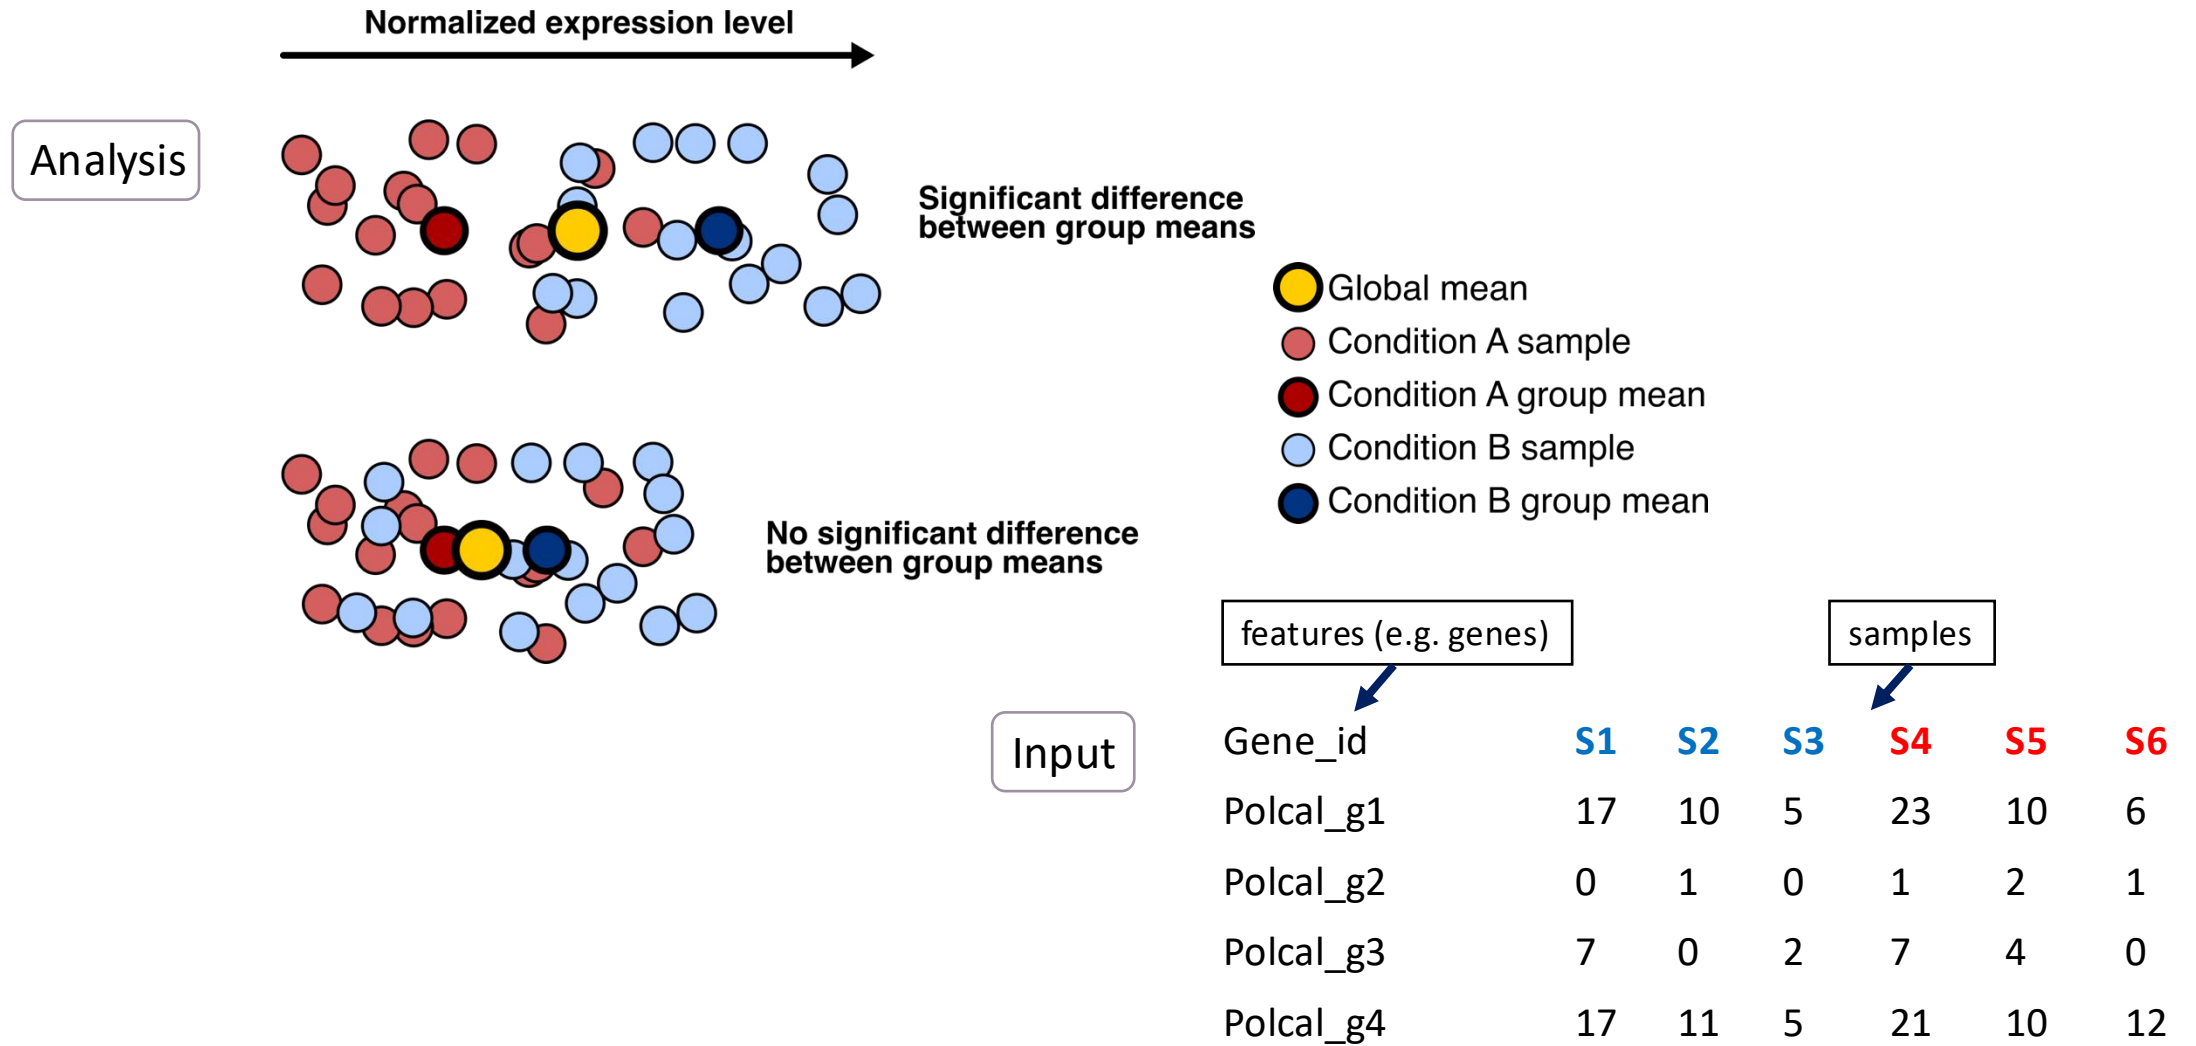 Normalized expression level
Analysis
Significant difference
between group means
Global mean
Condition A sample
Condition A group mean
Condition B sample
Condition B group mean
No significant difference
between group means
features (e.g. genes)
samples
Input
Gene_id S1 S2 S3 S4 S5 S6
Polcal_g1 17 10 5 23 10 6
Polcal_g2 0 1 0 1 2 1
Polcal_g3 7 0 2 7 4 0
Polcal_g4 17 11 5 21 10 12